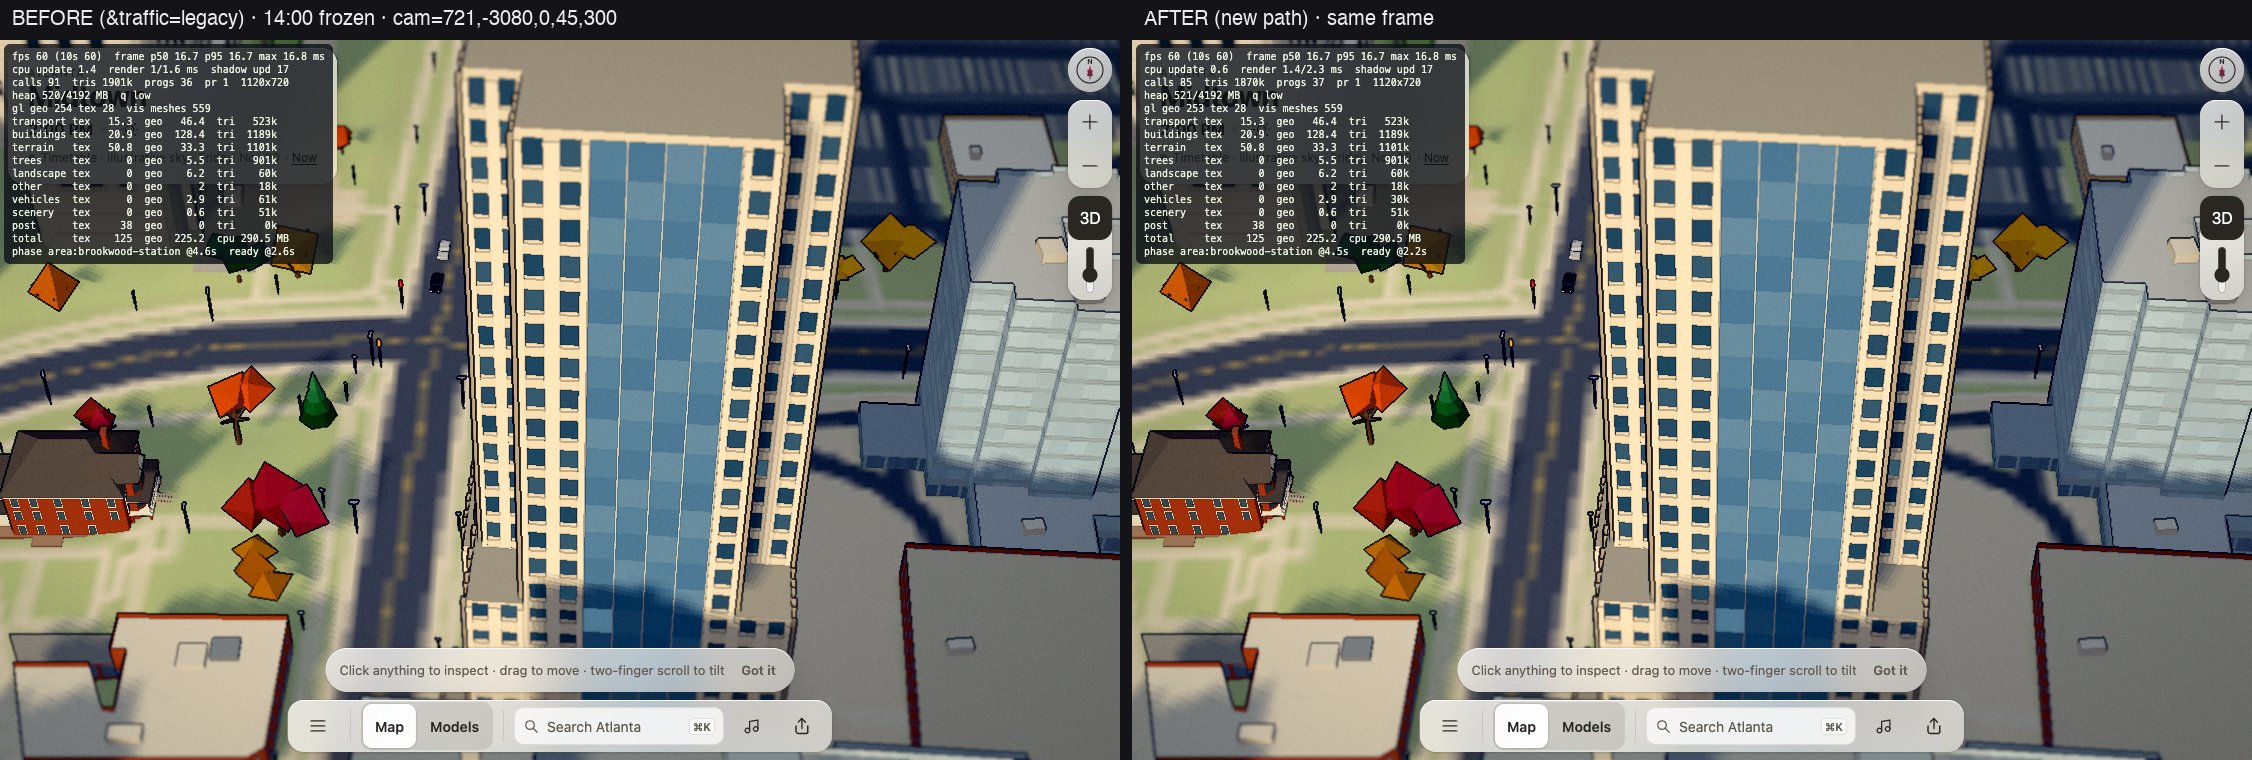 BEFORE (&traffic=legacy) · 14:00 frozen · cam=721,-3080,0,45,300
fps 60 (10s 60)  frame p50 16.7 p95 16.7 max 16.8 ms
cpu update 1.4  render 1/1.6 ms  shadow upd 17
calls 91  tris 1901k  progs 36  pr 1  1120x720
heap 520/4192 MB  q low
gl geo 254 tex 28  vis meshes 559
transport tex 15.3 geo 46.4 tri 523k
buildings tex 20.9 geo 128.4 tri 1189k
terrain tex 50.8 geo 33.3 tri 1101k
trees tex 0 geo 5.5 tri 901k
landscape tex 0 geo 6.2 tri 60k
other tex 0 geo 2 tri 18k
vehicles tex 0 geo 2.9 tri 61k
scenery tex 0 geo 0.6 tri 51k
post tex 38 geo 0 tri 0k
total tex 125 geo 225.2 cpu 290.5 MB
phase area:brookwood-station @4.6s  ready @2.6s
Now
N
+
−
3D
Click anything to inspect · drag to move · two-finger scroll to tilt Got it
Map Models Search Atlanta ⌘K
AFTER (new path) · same frame
fps 60 (10s 60)  frame p50 16.7 p95 16.7 max 16.8 ms
cpu update 0.6  render 1.4/2.3 ms  shadow upd 17
calls 85  tris 1870k  progs 37  pr 1  1120x720
heap 521/4192 MB  q low
gl geo 253 tex 28  vis meshes 559
transport tex 15.3 geo 46.4 tri 523k
buildings tex 20.9 geo 128.4 tri 1189k
terrain tex 50.8 geo 33.3 tri 1101k
trees tex 0 geo 5.5 tri 901k
landscape tex 0 geo 6.2 tri 60k
other tex 0 geo 2 tri 18k
vehicles tex 0 geo 2.9 tri 30k
scenery tex 0 geo 0.6 tri 51k
post tex 38 geo 0 tri 0k
total tex 125 geo 225.2 cpu 290.5 MB
phase area:brookwood-station @4.5s  ready @2.2s
Now
N
+
−
3D
Click anything to inspect · drag to move · two-finger scroll to tilt Got it
Map Models Search Atlanta ⌘K